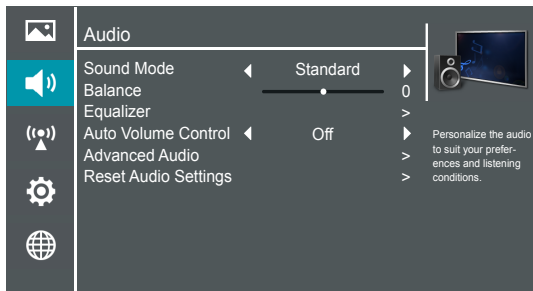 Audio
Sound Mode Standard
Balance 0
Equalizer >
Auto Volume Control Off
Advanced Audio >
Reset Audio Settings >
Personalize the audio
to suit your prefer-
ences and listening
conditions.